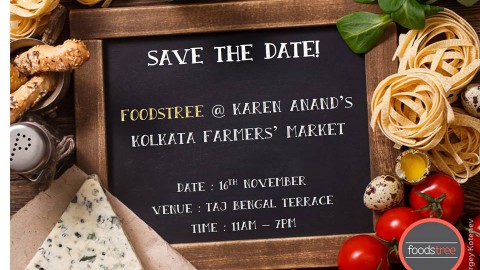 SAVE THE DATE!
FOODSTREE @ KAREN ANAND'S
KOLKATA FARMERS' MARKET
DATE : 16TH NOVEMBER
VENUE : TAJ BENGAL TERRACE
TIME : 11AM – 7PM
foodstree